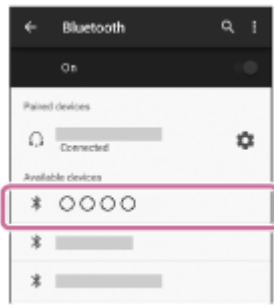 Bluetooth
On
Paired devices
Connected
Available devices
○○○○